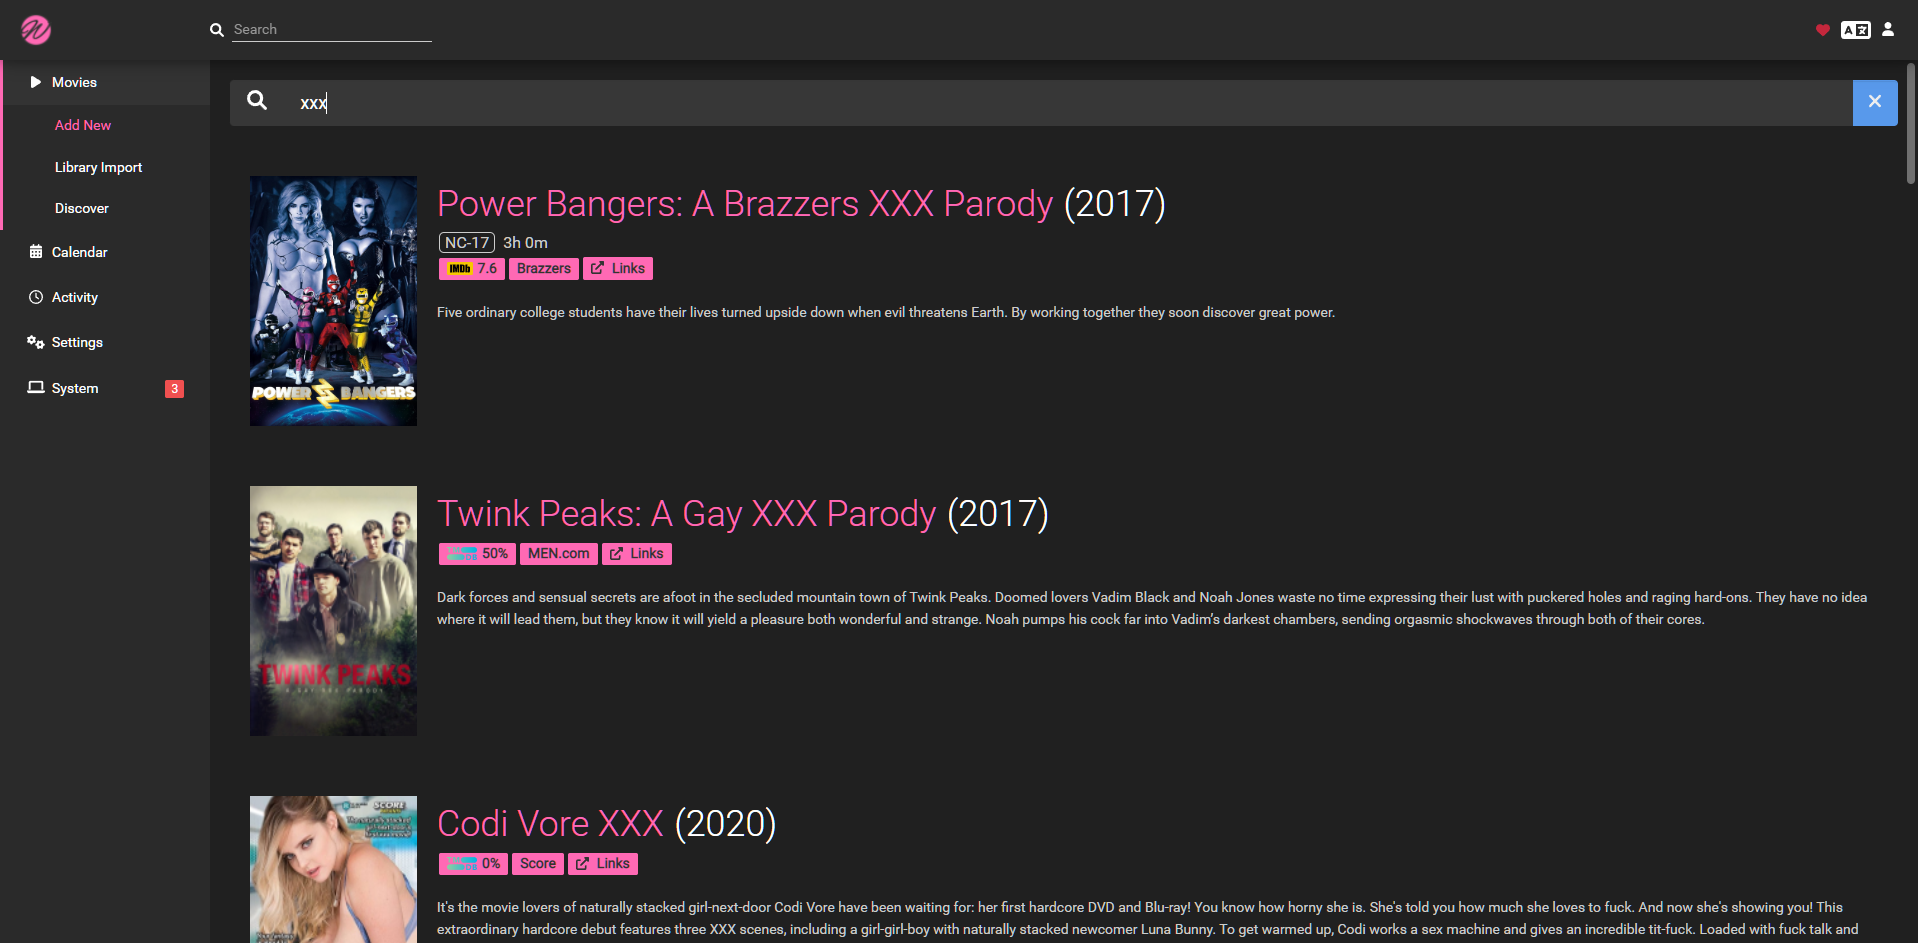 Search
Movies
Add New
Library Import
Discover
Calendar
Activity
Settings
System 3
xxx
Power Bangers: A Brazzers XXX Parody (2017)
NC-17 3h 0m
IMDb 7.6 Brazzers Links
Five ordinary college students have their lives turned upside down when evil threatens Earth. By working together they soon discover great power.
POWER BANGERS
Twink Peaks: A Gay XXX Parody (2017)
50% MEN.com Links
Dark forces and sensual secrets are afoot in the secluded mountain town of Twink Peaks. Doomed lovers Vadim Black and Noah Jones waste no time expressing their lust with puckered holes and raging hard-ons. They have no idea
where it will lead them, but they know it will yield a pleasure both wonderful and strange. Noah pumps his cock far into Vadim’s darkest chambers, sending orgasmic shockwaves through both of their cores.
TWINK PEAKS
A GAY XXX PARODY
Codi Vore XXX (2020)
0% Score Links
It's the movie lovers of naturally stacked girl-next-door Codi Vore have been waiting for: her first hardcore DVD and Blu-ray! You know how horny she is. She's told you how much she loves to fuck. And now she's showing you! This
extraordinary hardcore debut features three XXX scenes, including a girl-girl-boy with naturally stacked newcomer Luna Bunny. To get warmed up, Codi works a sex machine and gives an incredible tit-fuck. Loaded with fuck talk and
SCORE